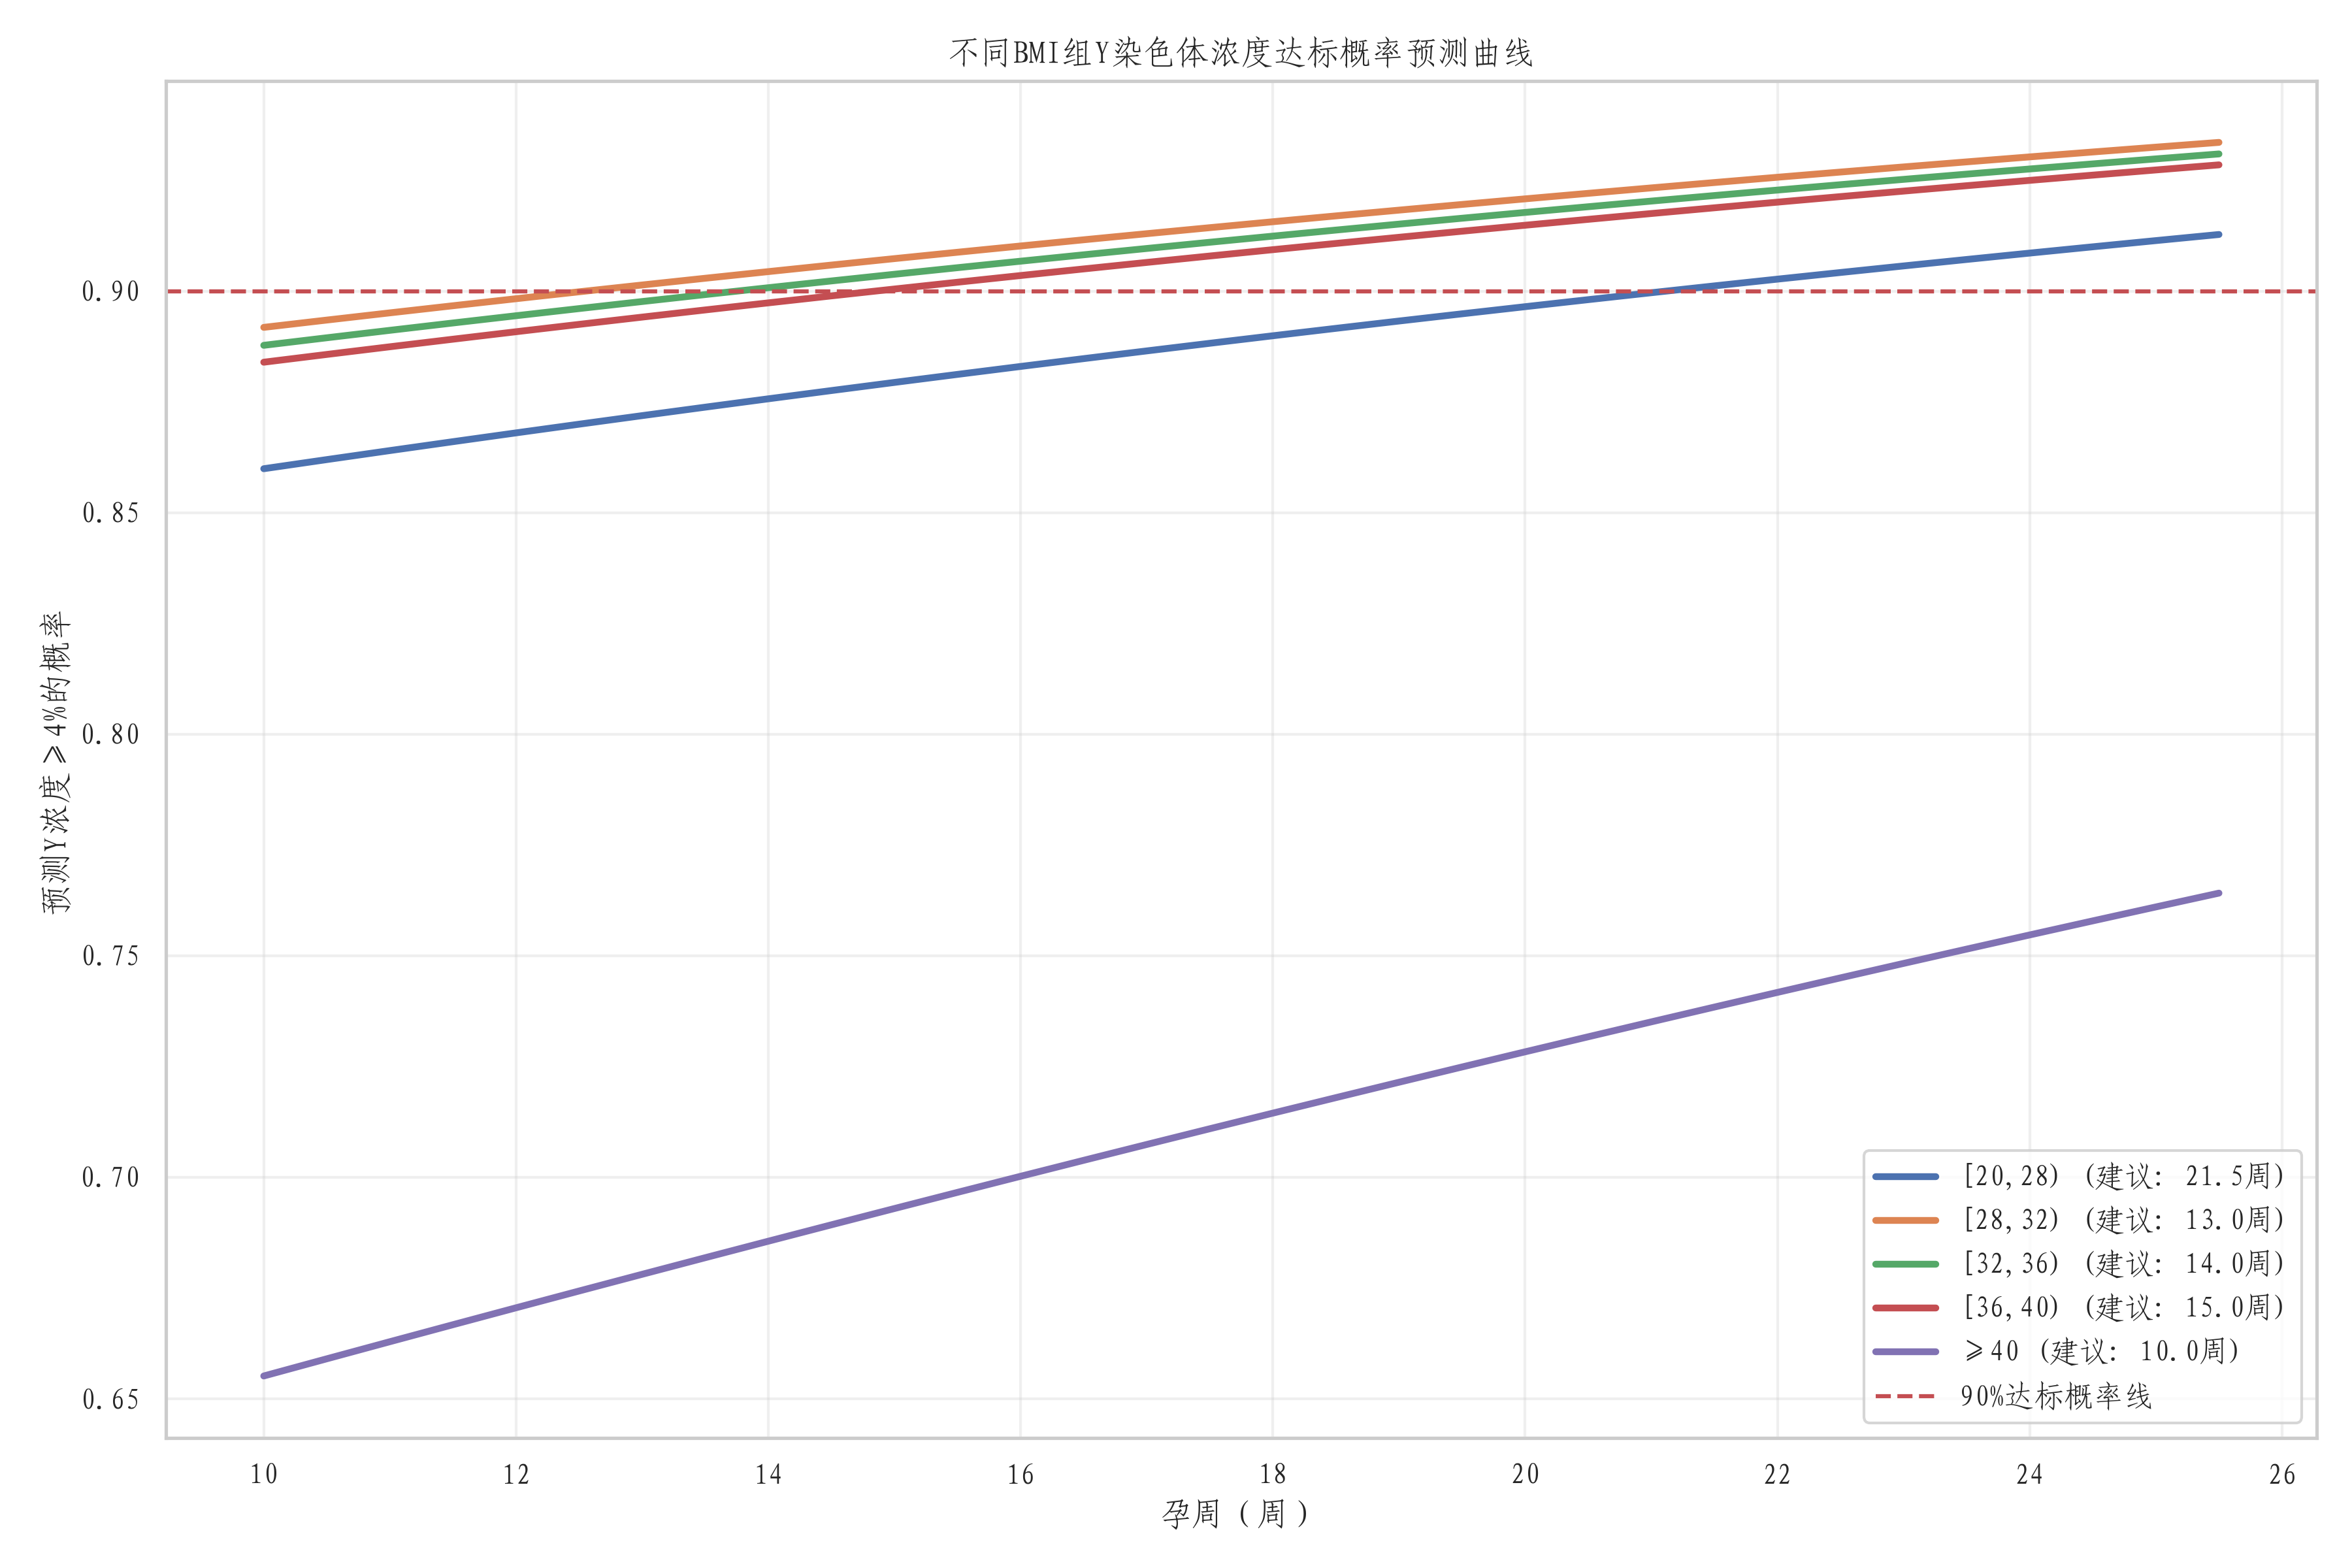 不同BMI组Y染色体浓度达标概率预测曲线
预测Y浓度≥4%的概率
0.90
0.85
0.80
0.75
0.70
0.65
[20,28) (建议: 21.5周)
[28,32) (建议: 13.0周)
[32,36) (建议: 14.0周)
[36,40) (建议: 15.0周)
≥40 (建议: 10.0周)
90%达标概率线
10 12 14 16 18 20 22 24 26
孕周（周）